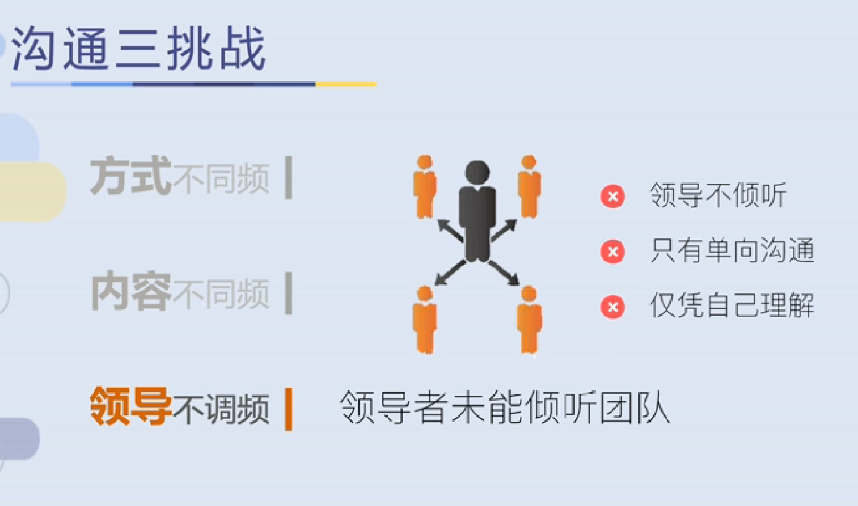 沟通三挑战
方式不同频
内容不同频
领导不调频
领导不倾听
只有单向沟通
仅凭自己理解
领导者未能倾听团队